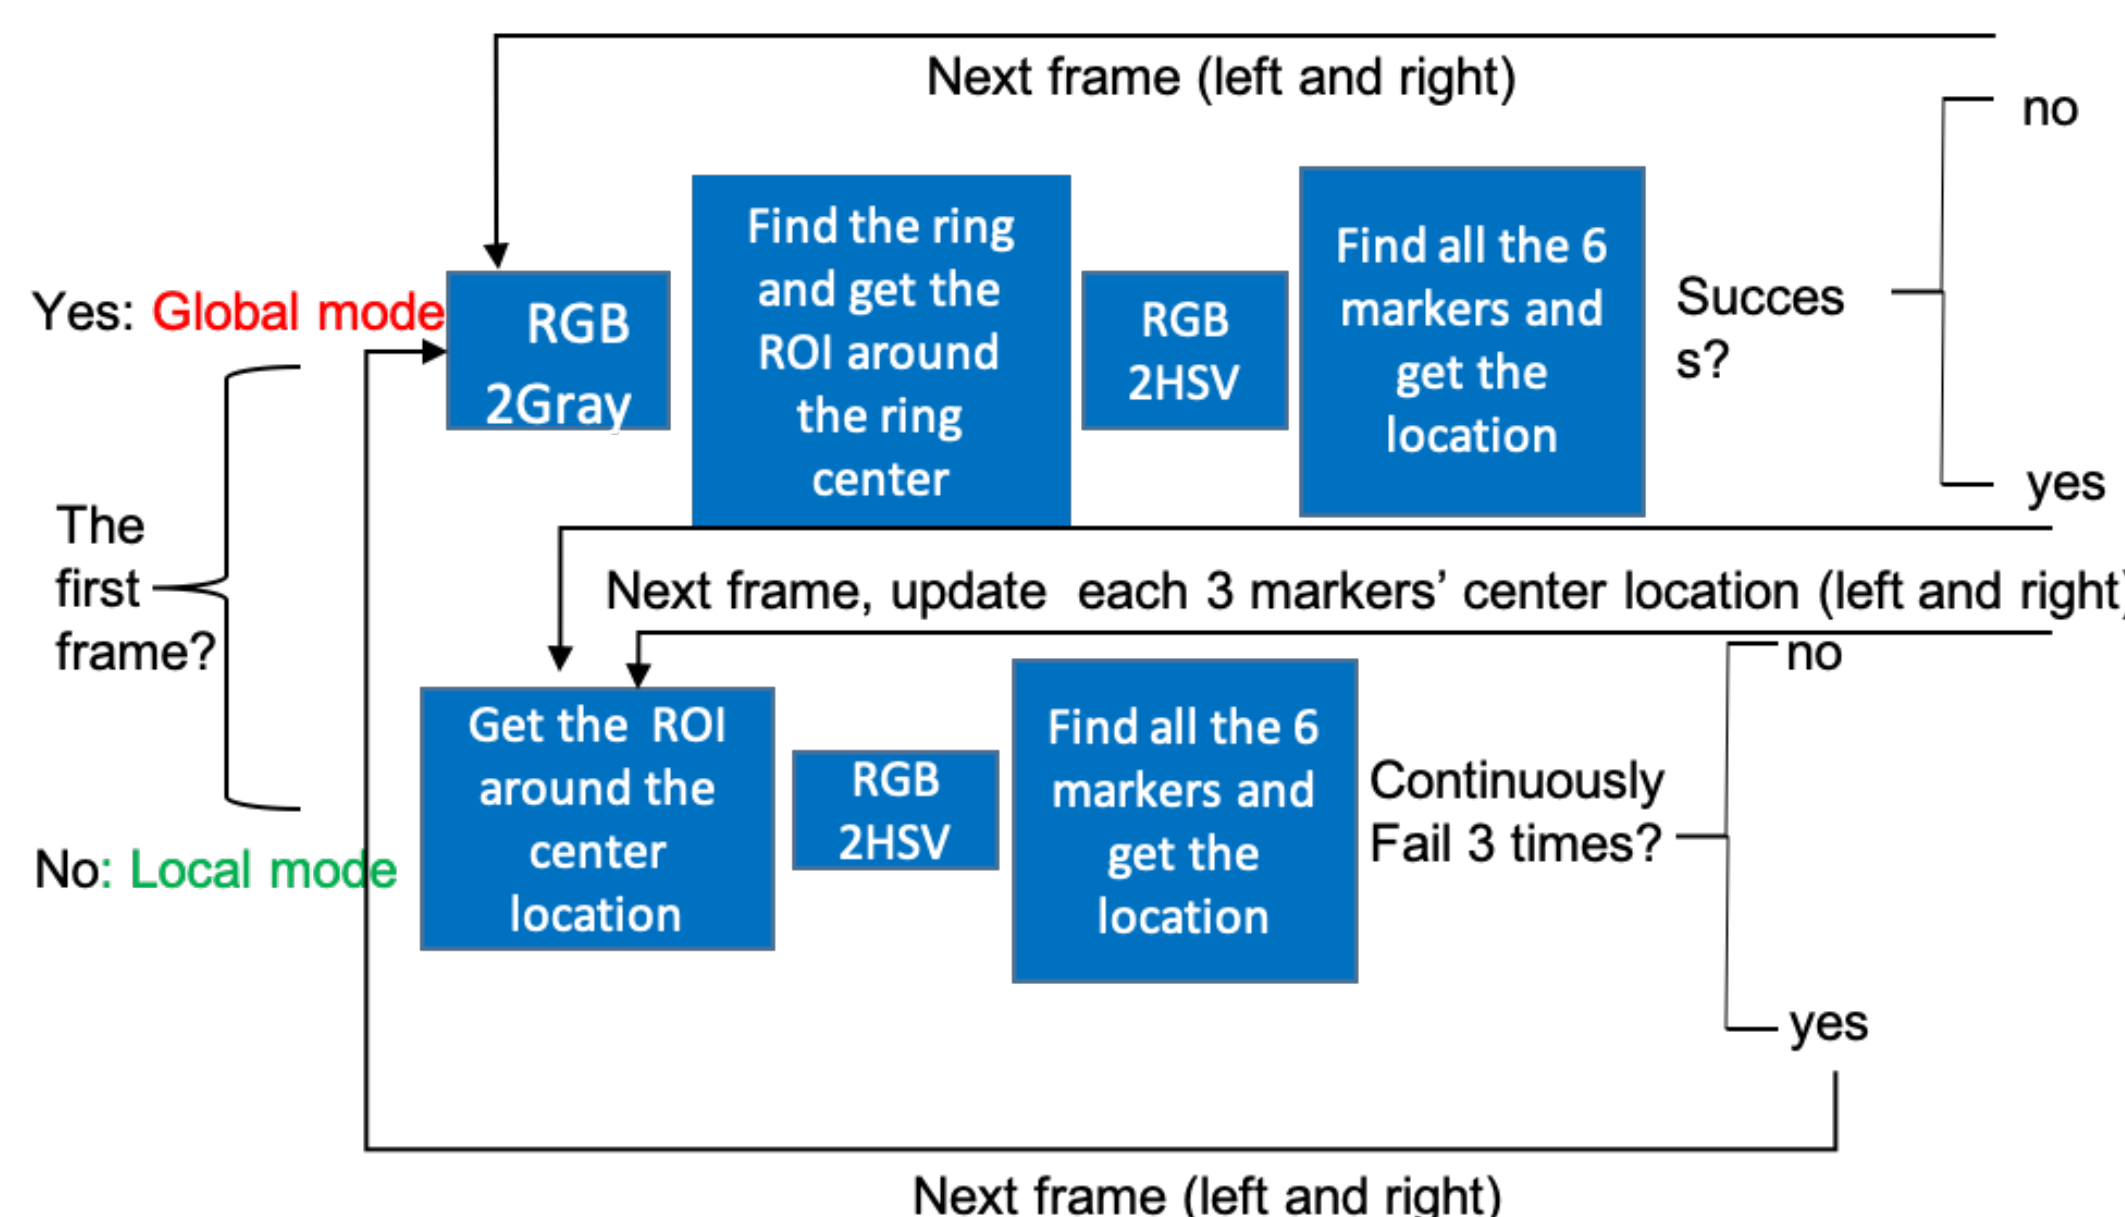 Next frame (left and right)
no
Yes: Global mode
RGB
2Gray
Find the ring
and get the
ROI around
the ring
center
RGB
2HSV
Find all the 6
markers and
get the
location
Succes
s?
yes
The
first
frame?
Next frame, update each 3 markers’ center location (left and right)
no
No: Local mode
Get the ROI
around the
center
location
RGB
2HSV
Find all the 6
markers and
get the
location
Continuously
Fail 3 times?
yes
Next frame (left and right)